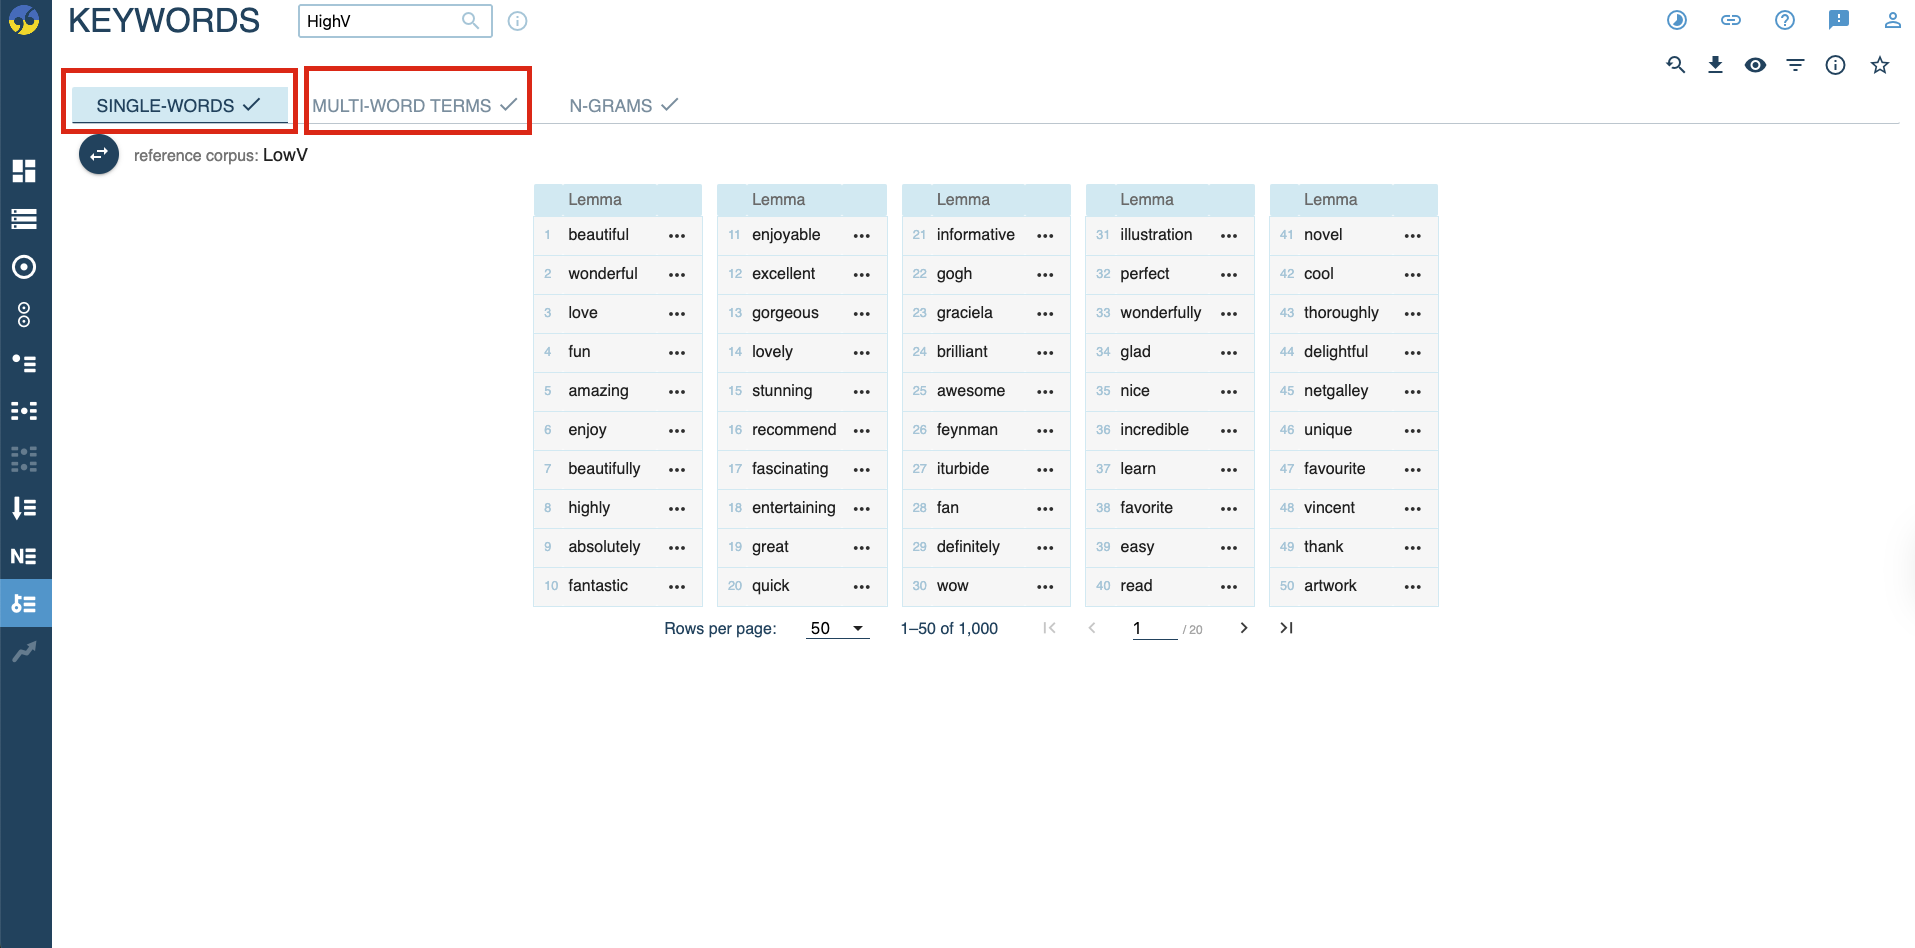 KEYWORDS
HighV
SINGLE-WORDS
MULTI-WORD TERMS
N-GRAMS
reference corpus: LowV
Lemma Lemma Lemma Lemma Lemma
1 beautiful 11 enjoyable 21 informative 31 illustration 41 novel
2 wonderful 12 excellent 22 gogh 32 perfect 42 cool
3 love 13 gorgeous 23 graciela 33 wonderfully 43 thoroughly
4 fun 14 lovely 24 brilliant 34 glad 44 delightful
5 amazing 15 stunning 25 awesome 35 nice 45 netgalley
6 enjoy 16 recommend 26 feynman 36 incredible 46 unique
7 beautifully 17 fascinating 27 iturbide 37 learn 47 favourite
8 highly 18 entertaining 28 fan 38 favorite 48 vincent
9 absolutely 19 great 29 definitely 39 easy 49 thank
10 fantastic 20 quick 30 wow 40 read 50 artwork
Rows per page: 50 1–50 of 1,000 1 / 20